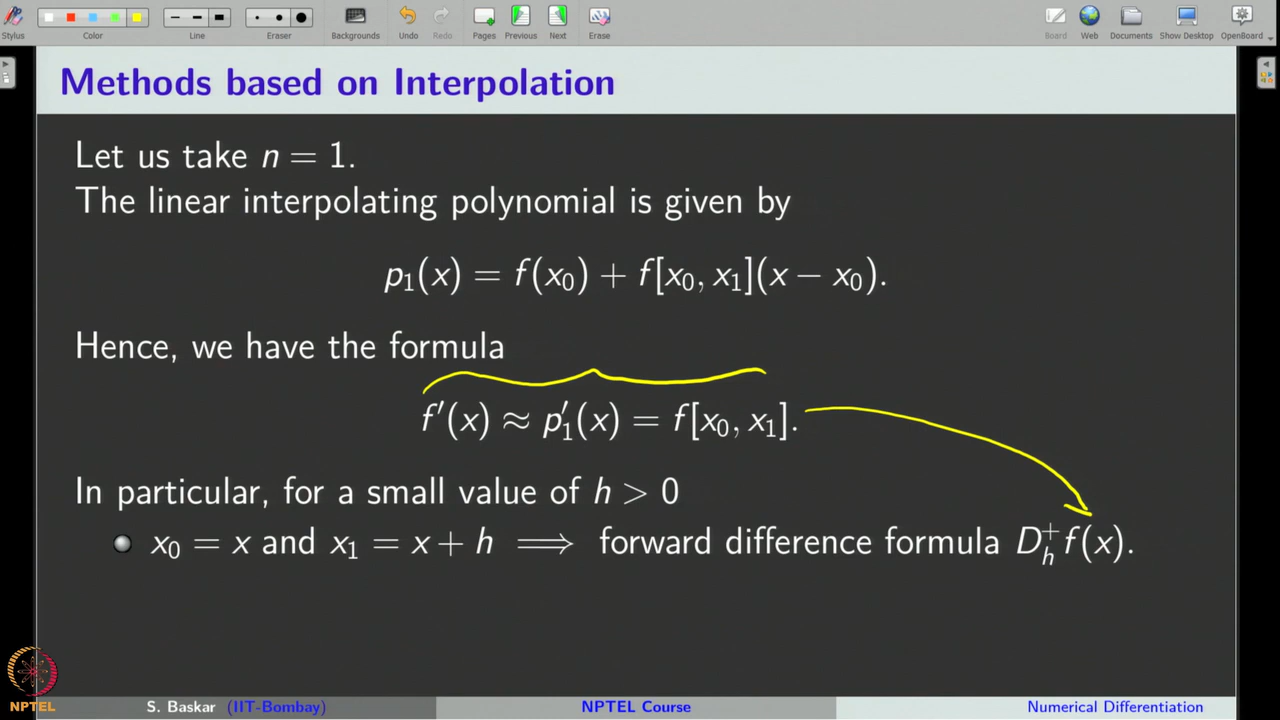 Stylus Color Line Eraser Backgrounds Undo Redo Pages Previous Next Erase Board Web Documents Show Desktop OpenBoard
Methods based on Interpolation
Let us take n = 1.
The linear interpolating polynomial is given by
p₁(x) = f(x₀) + f[x₀, x₁](x − x₀).
Hence, we have the formula
f′(x) ≈ p₁′(x) = f[x₀, x₁].
In particular, for a small value of h > 0
x₀ = x and x₁ = x + h ⟹ forward difference formula Dₕ⁺f(x).
NPTEL
S. Baskar (IIT-Bombay) NPTEL Course Numerical Differentiation